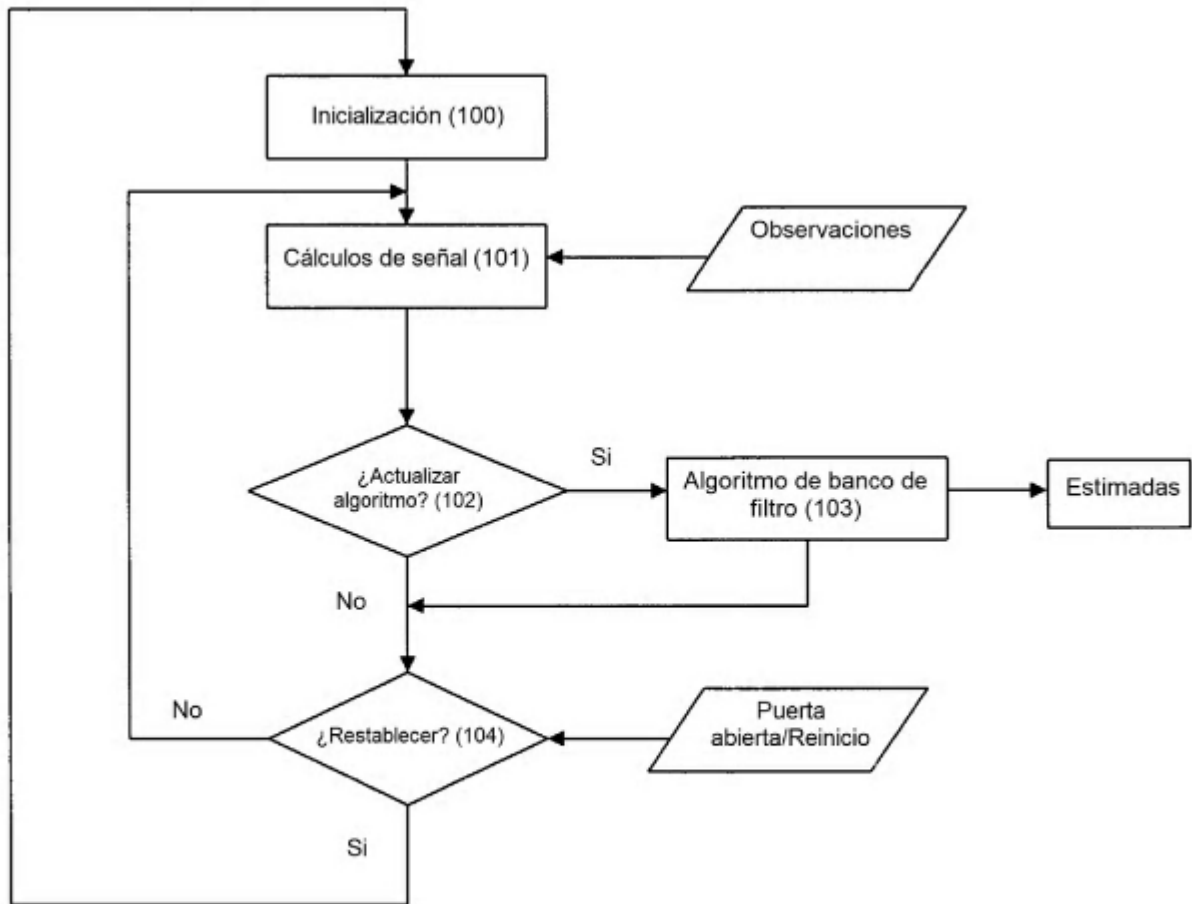 Inicialización (100)
Cálculos de señal (101)
Observaciones
¿Actualizar
algoritmo? (102)
Si
Algoritmo de banco de
filtro (103)
Estimadas
No
No
¿Restablecer? (104)
Puerta
abierta/Reinicio
Si